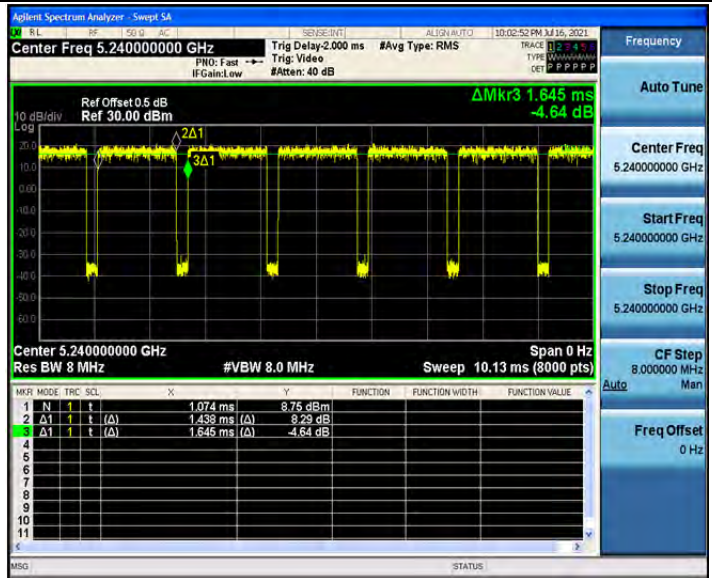 Agilent Spectrum Analyzer - Swept SA
RL RF 50 Ω AC SENSE:INT ALIGN AUTO 10:02:52 PM Jul 16, 2021
Center Freq 5.240000000 GHz
PNO: Fast
IFGain:Low
Trig Delay-2.000 ms
Trig: Video
#Atten: 40 dB
#Avg Type: RMS
TRACE 1 2 3 4 5 6
TYPE WWWWWW
DET P P P P P P
Frequency
Auto Tune
Center Freq
5.240000000 GHz
Start Freq
5.240000000 GHz
Stop Freq
5.240000000 GHz
CF Step
8.000000 MHz
Auto Man
Freq Offset
0 Hz
ΔMkr3 1.645 ms
-4.64 dB
Ref Offset 0.5 dB
10 dB/div Ref 30.00 dBm
Log
20.0
10.0
0.00
-10.0
-20.0
-30.0
-40.0
-50.0
-60.0
2Δ1
3Δ1
Center 5.240000000 GHz Span 0 Hz
Res BW 8 MHz #VBW 8.0 MHz Sweep 10.13 ms (8000 pts)
MKR MODE TRC SCL X Y FUNCTION FUNCTION WIDTH FUNCTION VALUE
1 N 1 t 1.074 ms 8.75 dBm
2 Δ1 1 t (Δ) 1.438 ms (Δ) 8.29 dB
3 Δ1 1 t (Δ) 1.645 ms (Δ) -4.64 dB
4
5
6
7
8
9
10
11
MSG STATUS